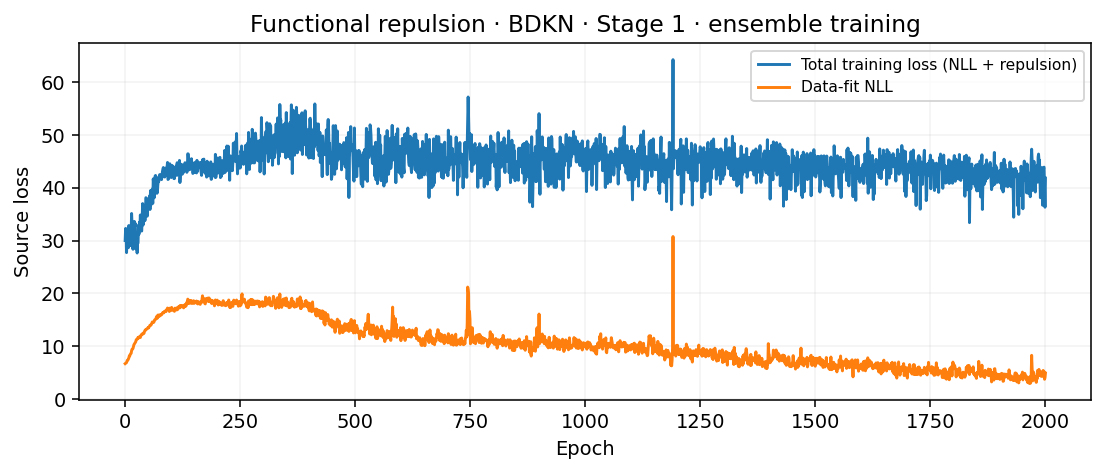 Functional repulsion · BDKN · Stage 1 · ensemble training
Total training loss (NLL + repulsion)
Data-fit NLL
Source loss
60
50
40
30
20
10
0
0 250 500 750 1000 1250 1500 1750 2000
Epoch